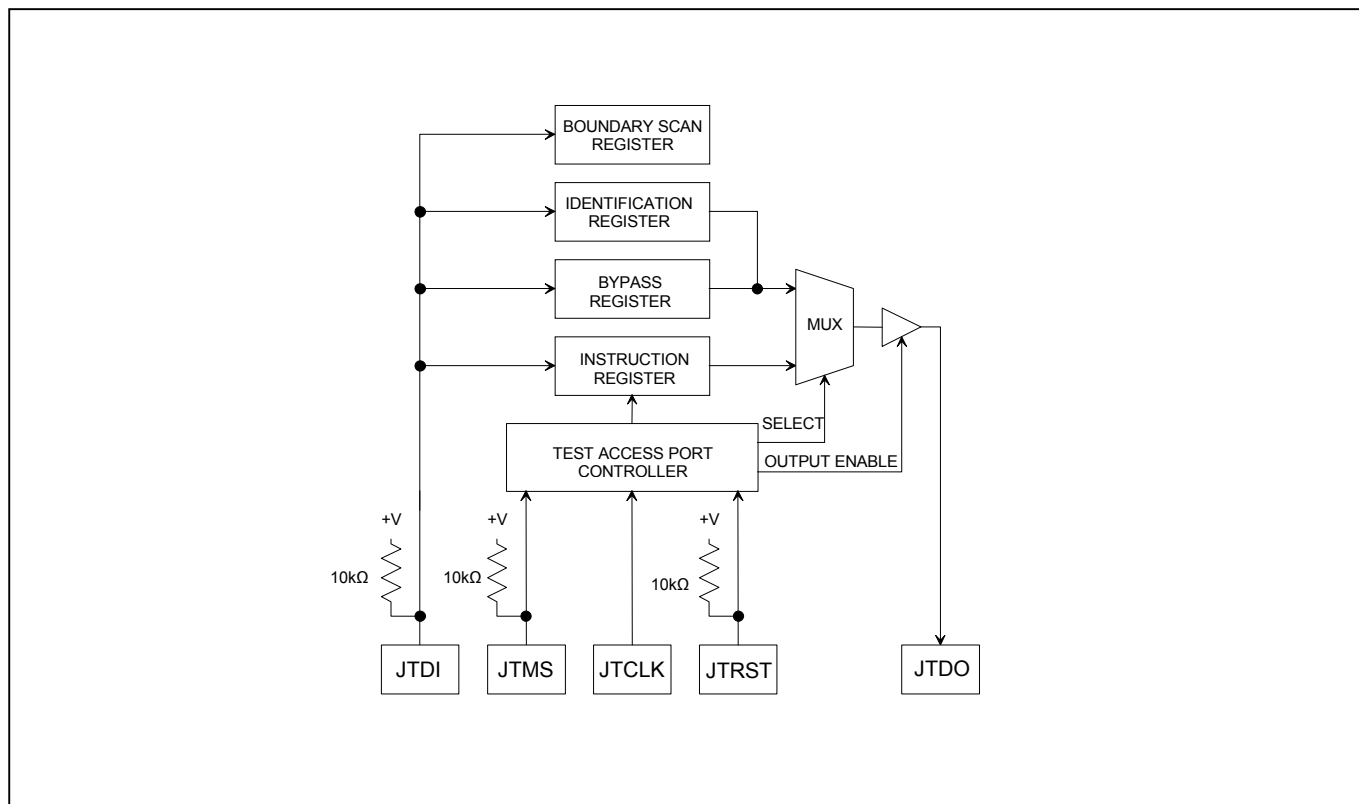 BOUNDARY SCAN
REGISTER
IDENTIFICATION
REGISTER
BYPASS
REGISTER
MUX
INSTRUCTION
REGISTER
SELECT
TEST ACCESS PORT
CONTROLLER
OUTPUT ENABLE
+V
+V
+V
10kΩ
10kΩ
10kΩ
JTDI
JTMS
JTCLK
JTRST
JTDO